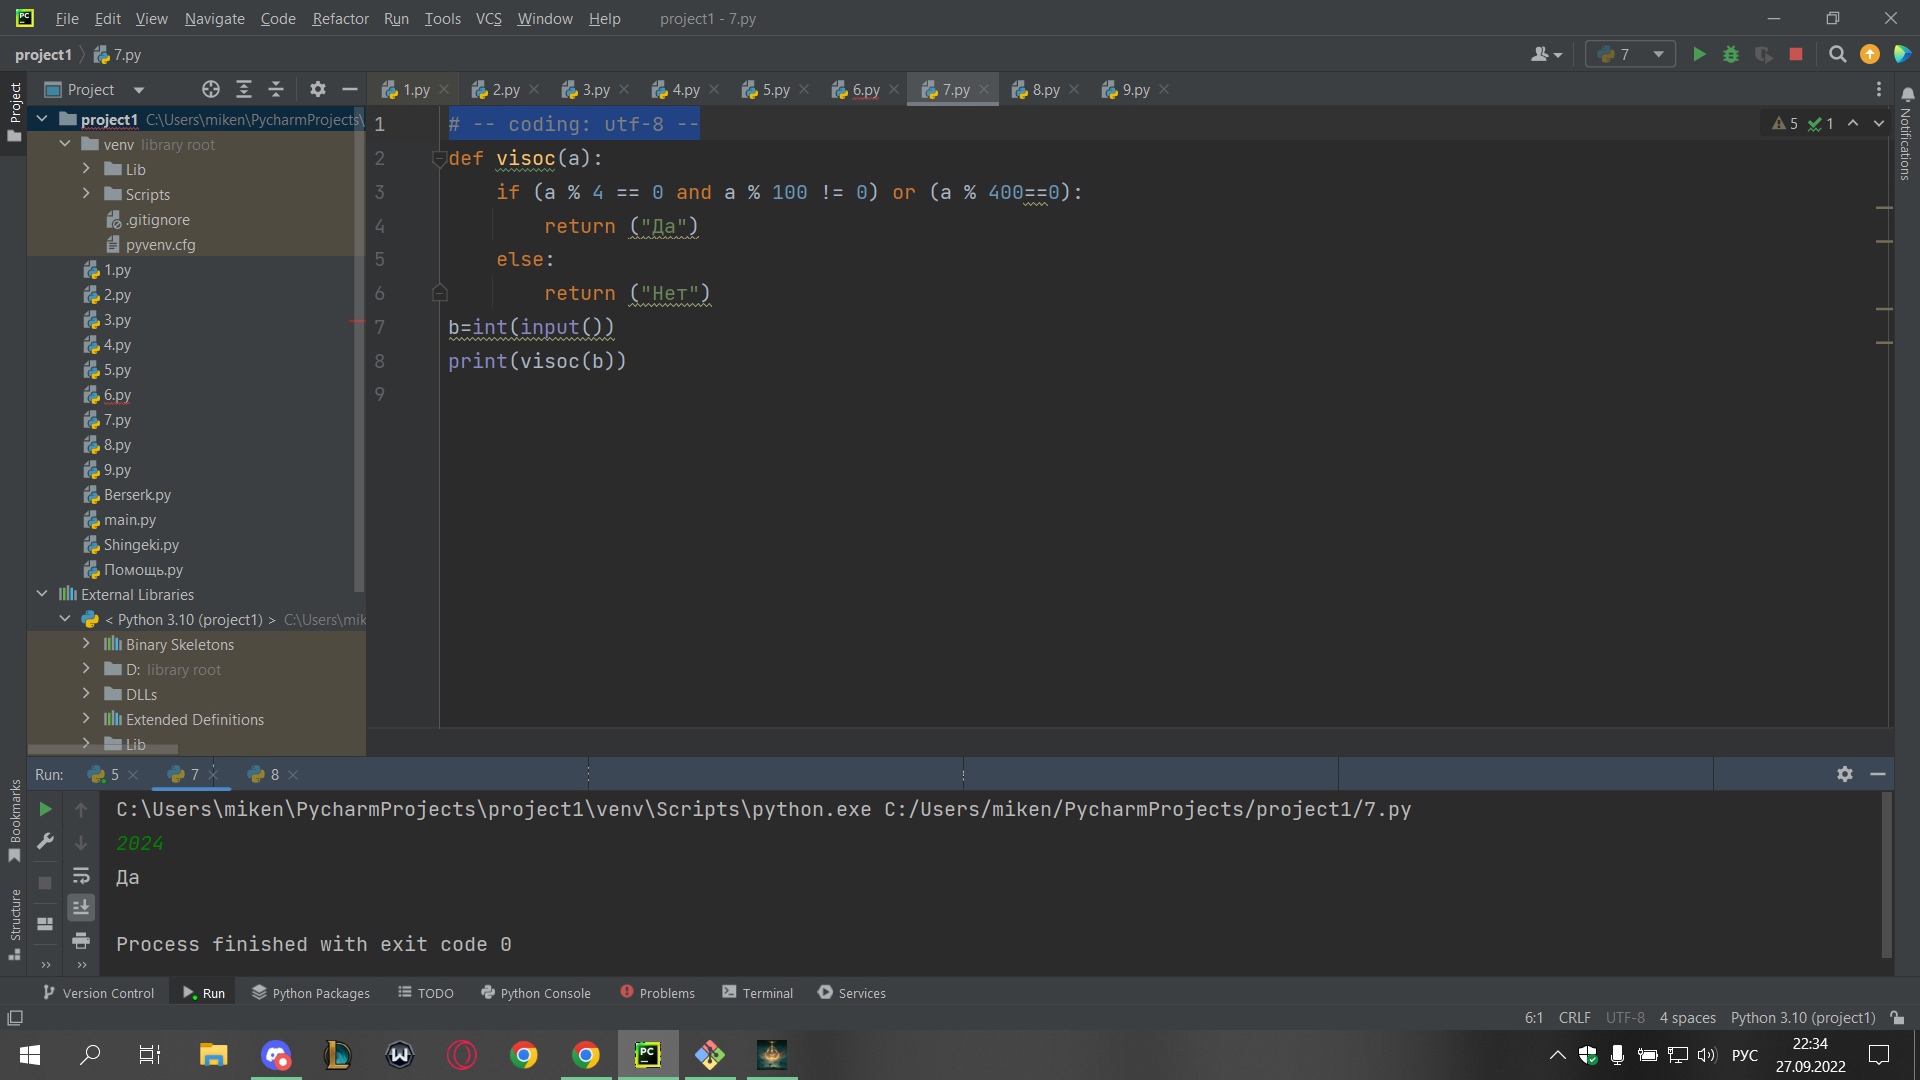 File Edit View Navigate Code Refactor Run Tools VCS Window Help project1 - 7.py
project1 7.py 7
Project
Project 1.py 2.py 3.py 4.py 5.py 6.py 7.py 8.py 9.py
Notifications
project1 C:\Users\miken\PycharmProjects\
venv library root
Lib
Scripts
.gitignore
pyvenv.cfg
1.py
2.py
3.py
4.py
5.py
6.py
7.py
8.py
9.py
Berserk.py
main.py
Shingeki.py
Помощь.py
External Libraries
< Python 3.10 (project1) > C:\Users\mik
Binary Skeletons
D: library root
DLLs
Extended Definitions
Lib
1 # -- coding: utf-8 -- 5 1
2 def visoc(a):
3 if (a % 4 == 0 and a % 100 != 0) or (a % 400==0):
4 return ("Да")
5 else:
6 return ("Нет")
7 b=int(input())
8 print(visoc(b))
9
Run: 5 7 8
Bookmarks
Structure
C:\Users\miken\PycharmProjects\project1\venv\Scripts\python.exe C:/Users/miken/PycharmProjects/project1/7.py
2024
Да
Process finished with exit code 0
Version Control Run Python Packages TODO Python Console Problems Terminal Services
6:1 CRLF UTF-8 4 spaces Python 3.10 (project1)
PC
РУС
22:34
27.09.2022